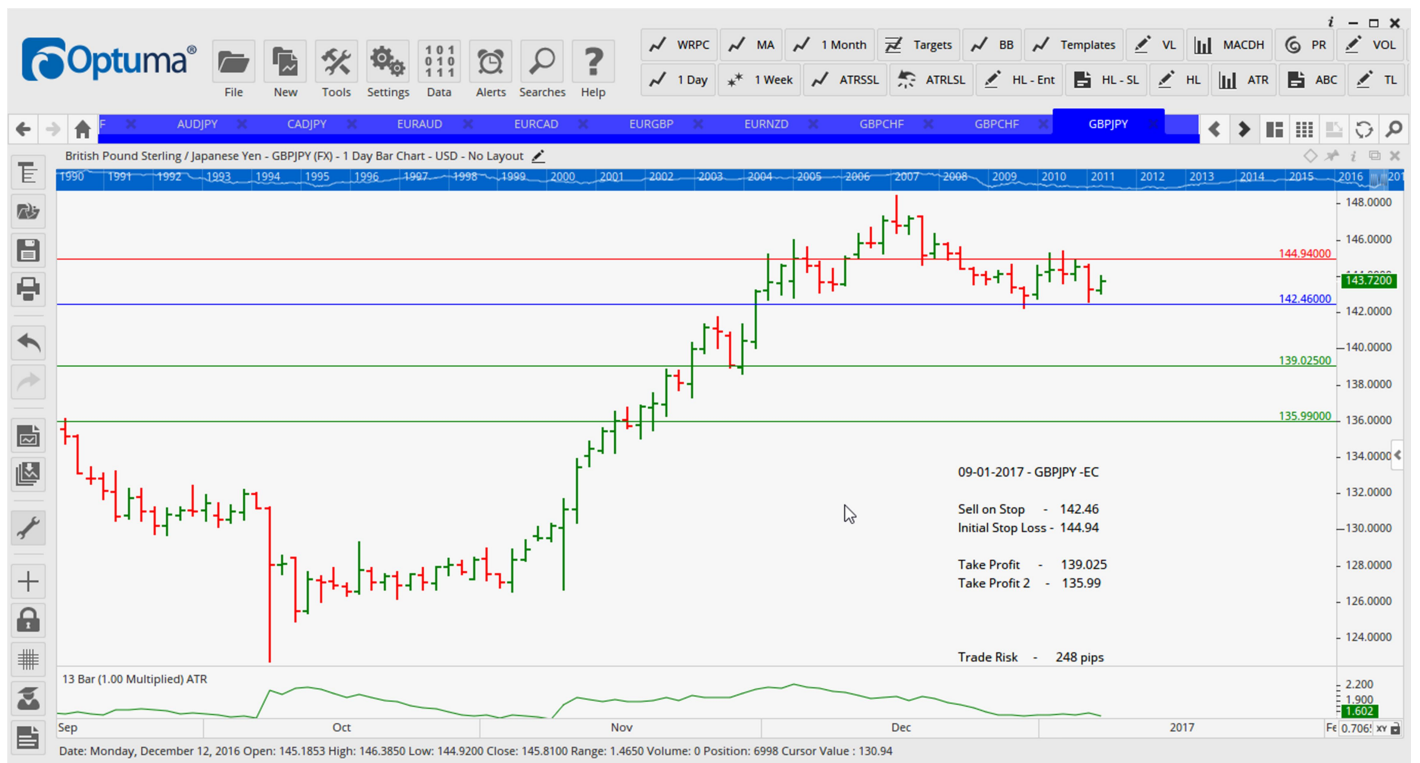 i
Optuma®
File
New
Tools
Settings
Data
Alerts
Searches
Help
WRPC
MA
1 Month
Targets
BB
Templates
VL
MACDH
PR
VOL
1 Day
1 Week
ATRSSL
ATRLSL
HL - Ent
HL - SL
HL
ATR
ABC
TL
F
AUDJPY
CADJPY
EURAUD
EURCAD
EURGBP
EURNZD
GBPCHF
GBPCHF
GBPJPY
British Pound Sterling / Japanese Yen - GBPJPY (FX) - 1 Day Bar Chart - USD - No Layout
1990 1991 1992 1993 1994 1995 1996 1997 1998 1999 2000 2001 2002 2003 2004 2005 2006 2007 2008 2009 2010 2011 2012 2013 2014 2015 2016 201
148.0000
146.0000
144.94000
143.7200
142.46000
142.0000
140.0000
139.02500
138.0000
135.99000
136.0000
134.0000
132.0000
130.0000
128.0000
126.0000
124.0000
09-01-2017 - GBPJPY -EC
Sell on Stop - 142.46
Initial Stop Loss - 144.94
Take Profit - 139.025
Take Profit 2 - 135.99
Trade Risk - 248 pips
13 Bar (1.00 Multiplied) ATR
2.200
1.900
1.602
Sep Oct Nov Dec 2017 Fe
XY
Date: Monday, December 12, 2016 Open: 145.1853 High: 146.3850 Low: 144.9200 Close: 145.8100 Range: 1.4650 Volume: 0 Position: 6998 Cursor Value : 130.94